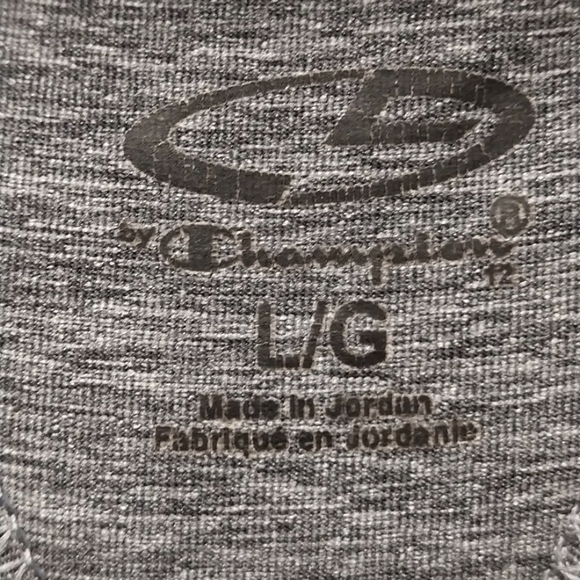 by Champion®
12
L/G
Made in Jordan
Fabriqué en Jordanie